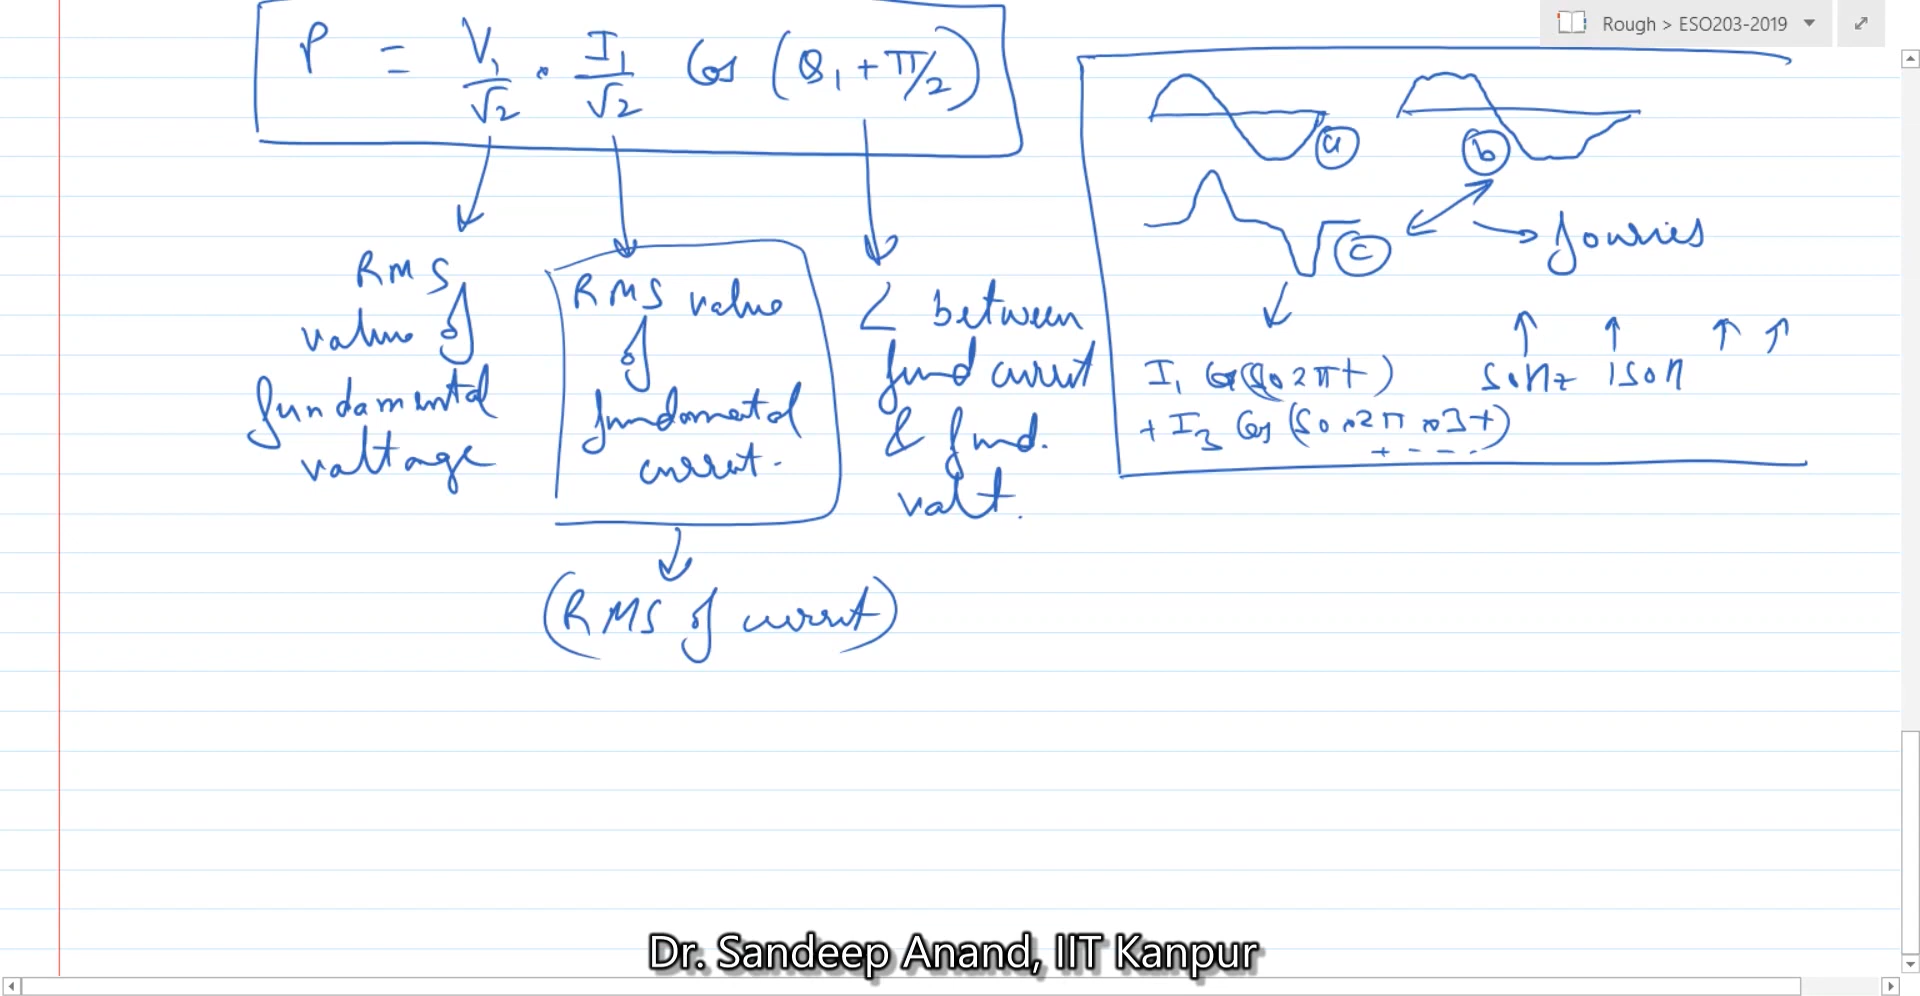 Rough > ESO203-2019
P = V₁/√2 · I₁/√2 Cos (θ₁ + π/2)
RMS
value of
fundamental
voltage
RMS value
of
fundamental
current.
∠ between
fund current
& fund.
volt.
(RMS of current)
a
b
c
fouries
I₁ Cos(50 2πt)
+ I₃ Cos (50 × 2π × 3t)
+ - - - .
50Hz 150H
Dr. Sandeep Anand, IIT Kanpur